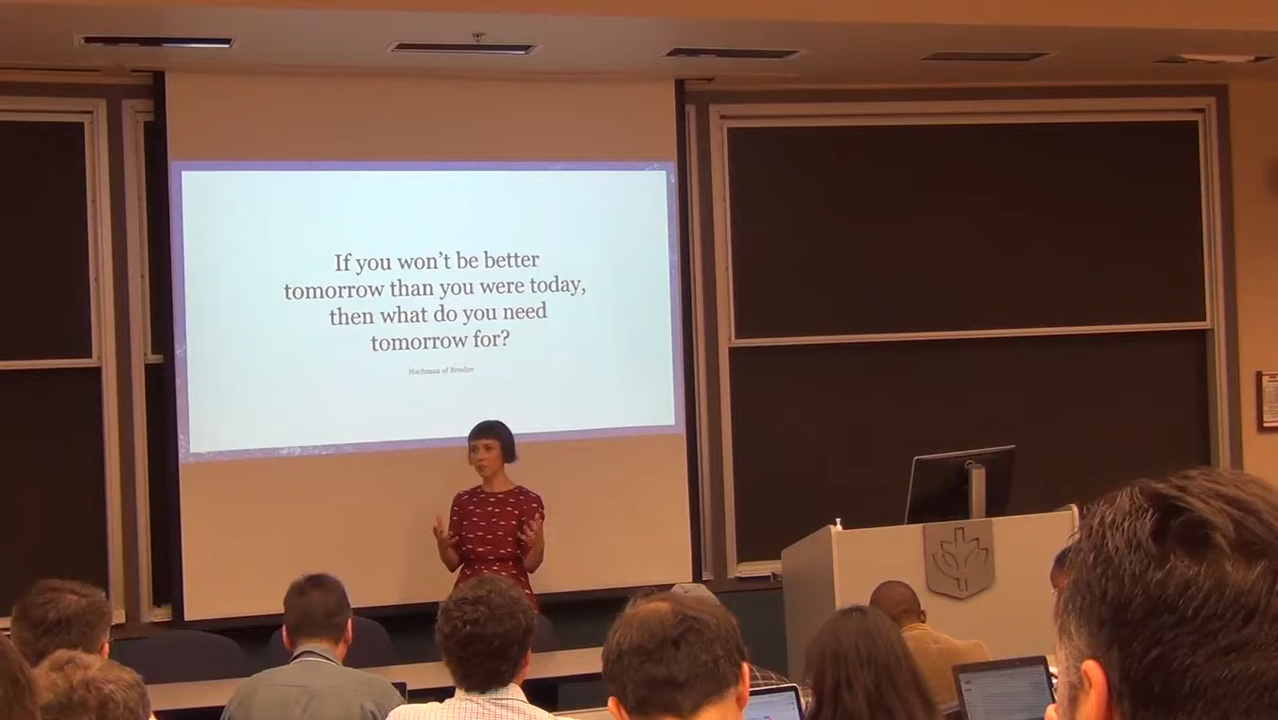 If you won't be better
tomorrow than you were today,
then what do you need
tomorrow for?
Nachman of Breslov